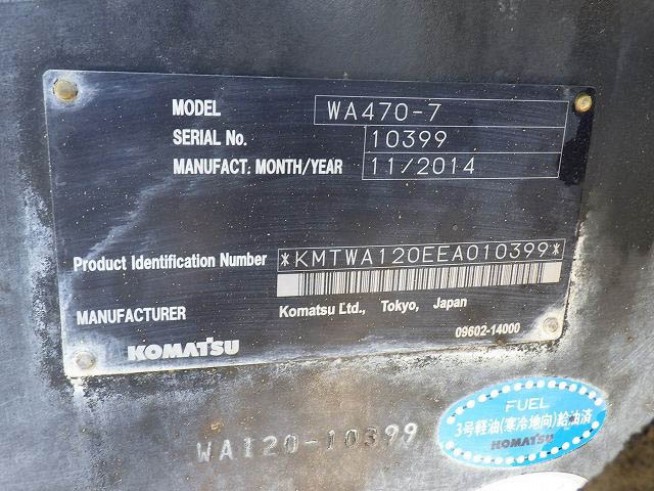 MODEL WA470-7
SERIAL No. 10399
MANUFACT. MONTH/YEAR 11/2014
Product Identification Number *KMTWA120EEA010399*
MANUFACTURER Komatsu Ltd., Tokyo, Japan
KOMATSU 09602-14000
WA120-10399
FUEL
3号軽油(寒冷地向)給油済
KOMATSU